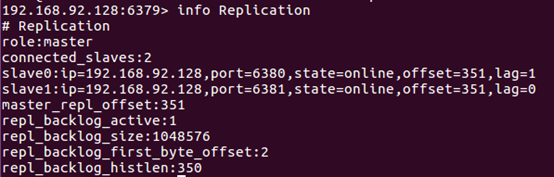 192.168.92.128:6379> info Replication
# Replication
role:master
connected_slaves:2
slave0:ip=192.168.92.128,port=6380,state=online,offset=351,lag=1
slave1:ip=192.168.92.128,port=6381,state=online,offset=351,lag=0
master_repl_offset:351
repl_backlog_active:1
repl_backlog_size:1048576
repl_backlog_first_byte_offset:2
repl_backlog_histlen:350